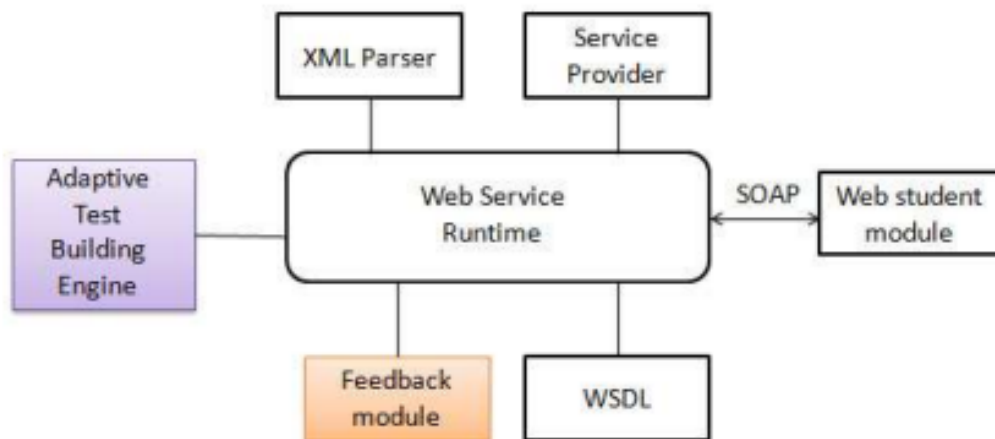 XML Parser
Service
Provider
Adaptive
Test
Building
Engine
Web Service
Runtime
SOAP
Web student
module
Feedback
module
WSDL